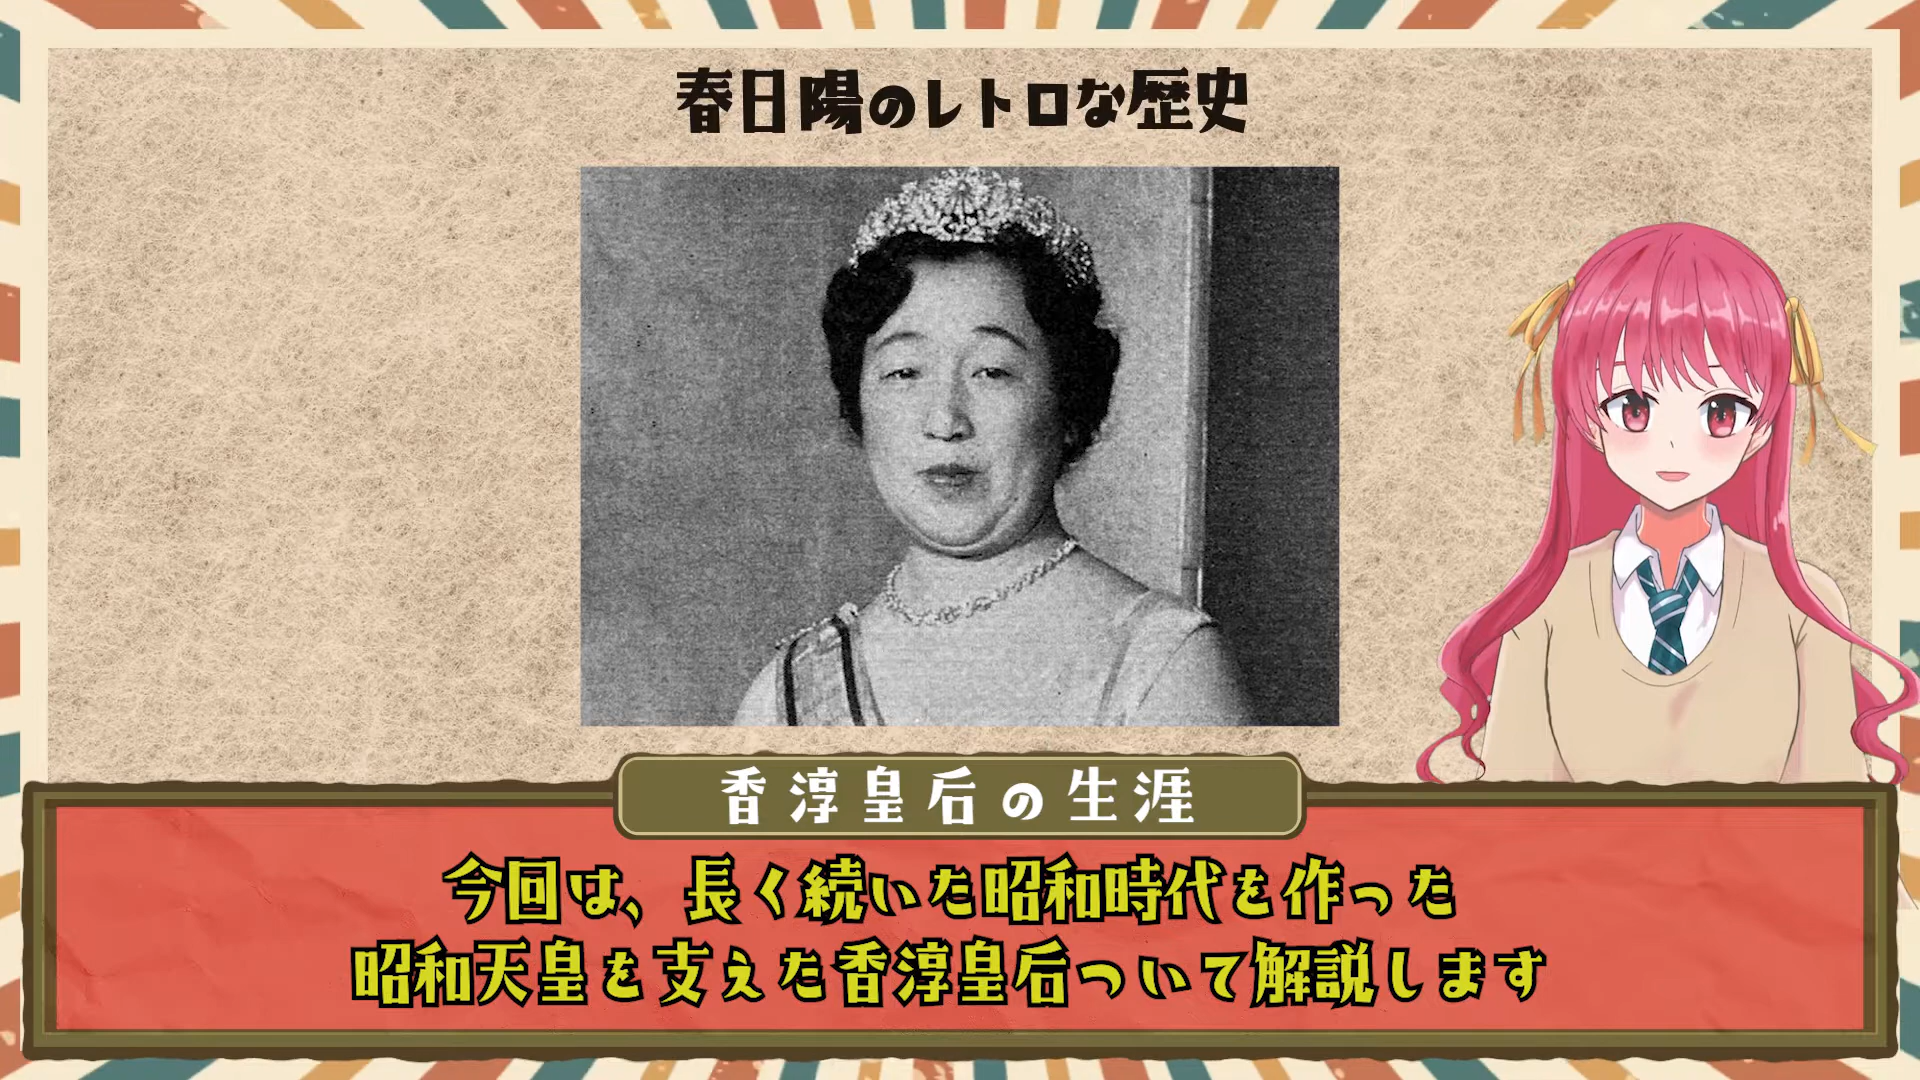 春日陽のレトロな歴史
香淳皇后の生涯
今回は、長く続いた昭和時代を作った
昭和天皇を支えた香淳皇后ついて解説します